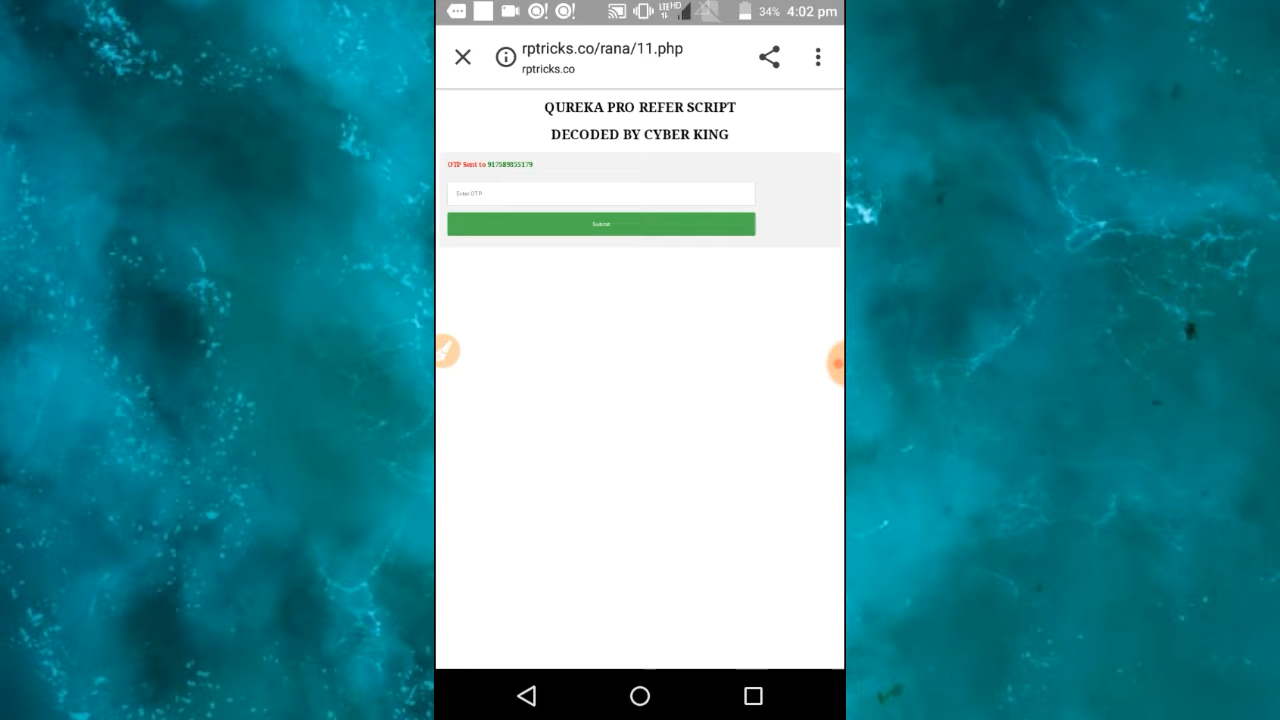 34% 4:02 pm
rptricks.co/rana/11.php
rptricks.co
QUREKA PRO REFER SCRIPT
DECODED BY CYBER KING
OTP Sent to 917589855179
Enter OTP
Submit